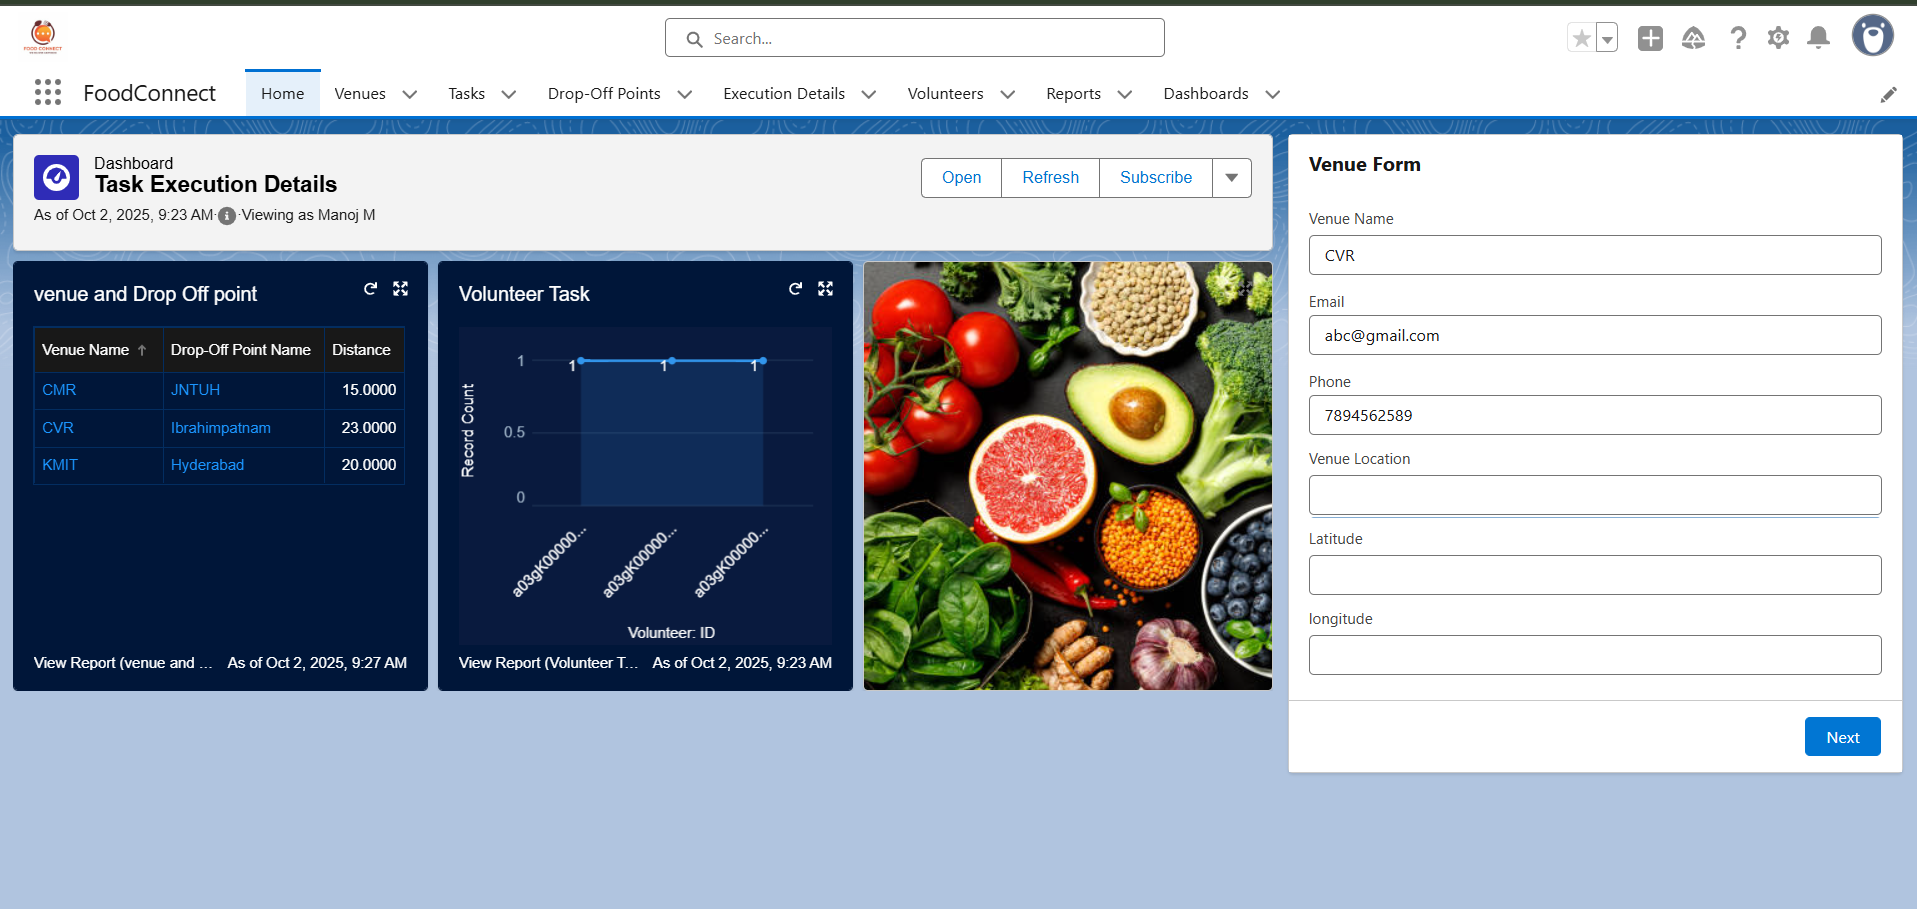 FOOD CONNECT
Search...
FoodConnect
Home
Venues
Tasks
Drop-Off Points
Execution Details
Volunteers
Reports
Dashboards
Dashboard
Task Execution Details
As of Oct 2, 2025, 9:23 AM·Viewing as Manoj M
Open
Refresh
Subscribe
venue and Drop Off point
Venue Name ↑ Drop-Off Point Name Distance
CMR JNTUH 15.0000
CVR Ibrahimpatnam 23.0000
KMIT Hyderabad 20.0000
View Report (venue and ... As of Oct 2, 2025, 9:27 AM
Volunteer Task
Record Count
1
0.5
0
1 1 1
a03gK00000... a03gK00000... a03gK00000...
Volunteer: ID
View Report (Volunteer T... As of Oct 2, 2025, 9:23 AM
Venue Form
Venue Name
CVR
Email
abc@gmail.com
Phone
7894562589
Venue Location
Latitude
longitude
Next